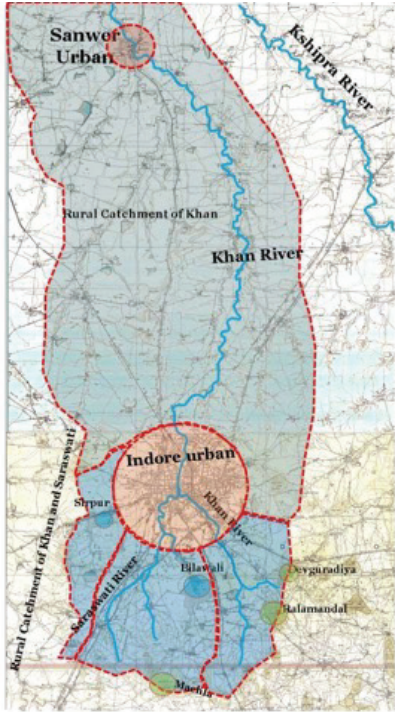 Sanwer
Urban
Kshipra River
Rural Catchment of Khan
Khan River
Indore urban
Sirpur
Khan River
Rural Catchment of Khan and Saraswati
Saraswati River
Bilawali
Devguradiya
Ralamandal
Machla